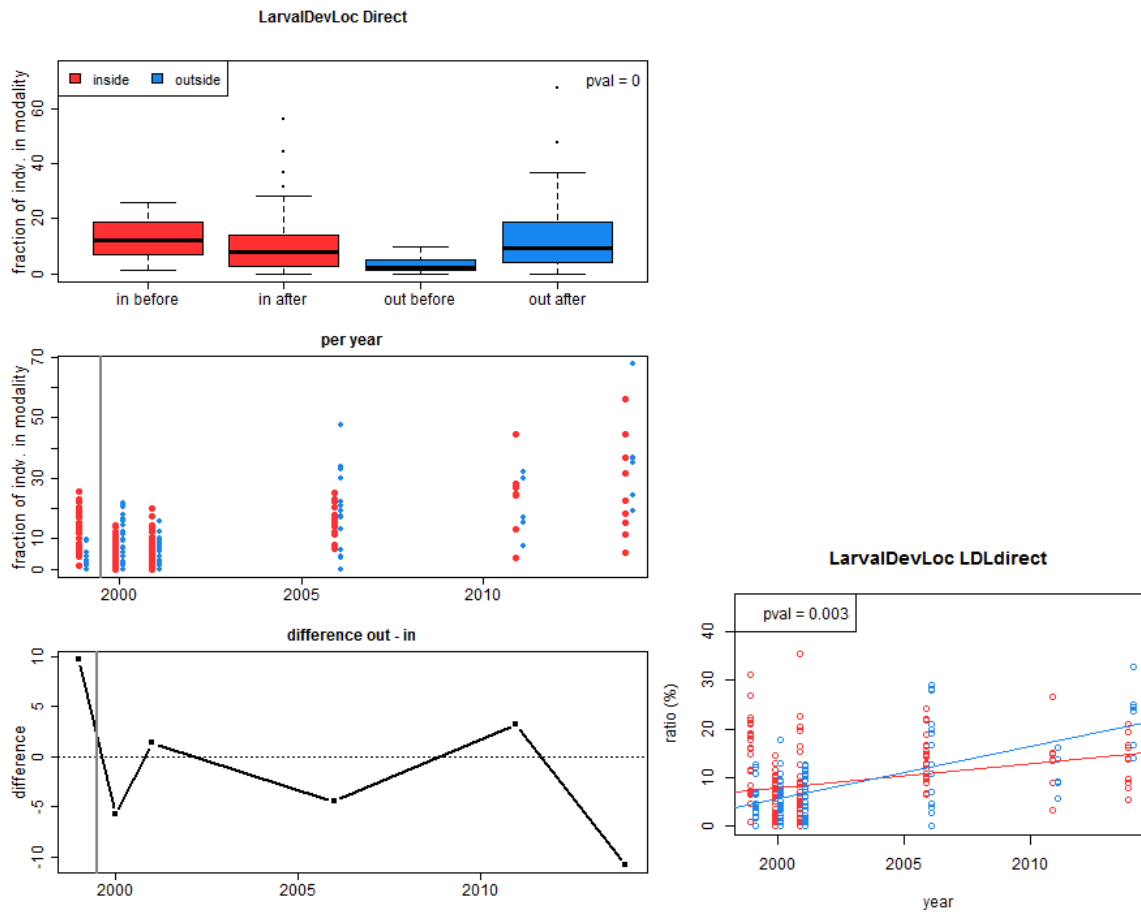 LarvalDevLoc Direct
inside outside
pval = 0
fraction of indv. in modality
60
40
20
0
in before in after out before out after
per year
fraction of indv. in modality
70
50
30
10
0
2000 2005 2010
difference out - in
difference
10
5
0
-5
-10
2000 2005 2010
LarvalDevLoc LDLdirect
pval = 0.003
ratio (%)
40
30
20
10
0
2000 2005 2010
year